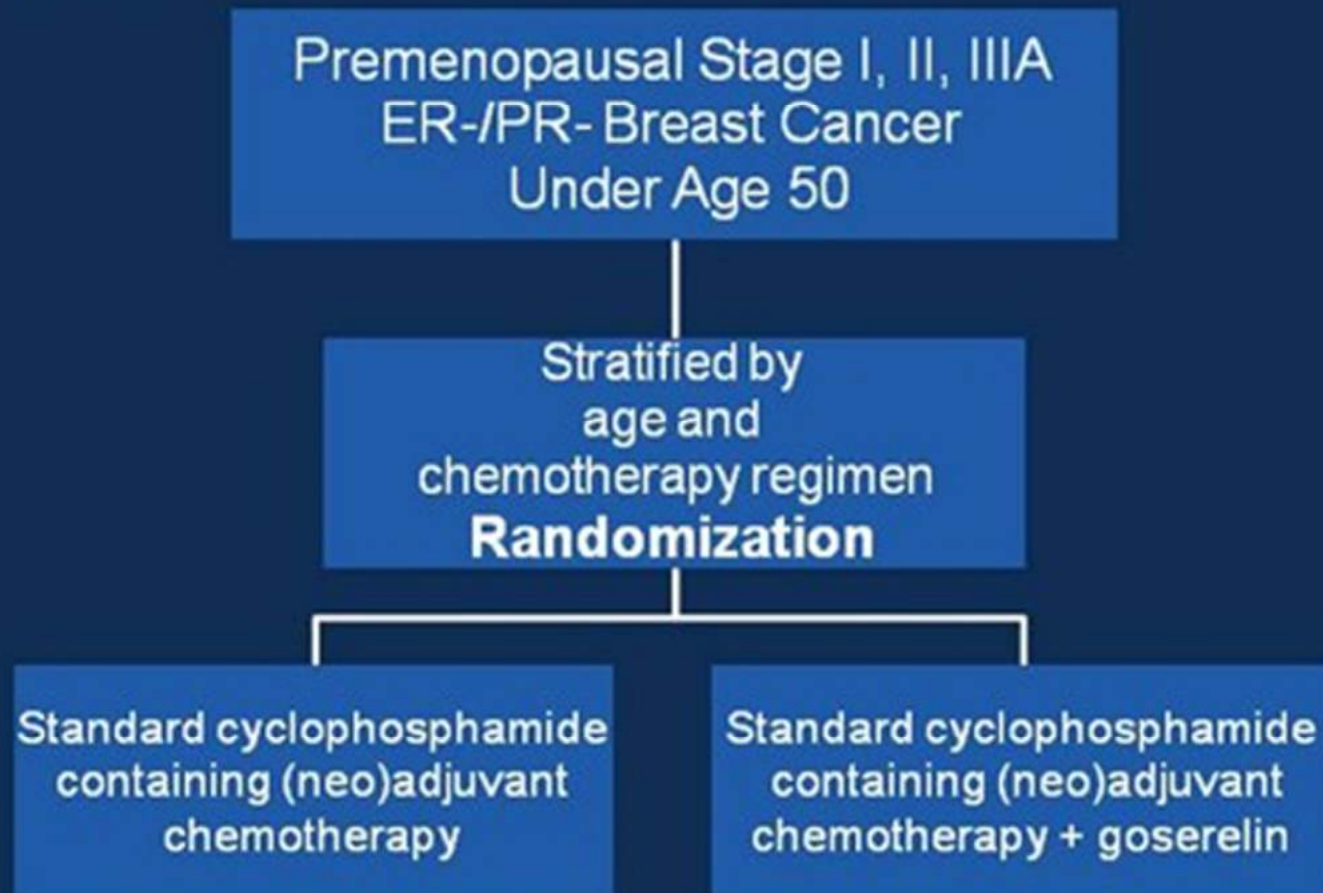 Premenopausal Stage I, II, IIIA
ER-/PR- Breast Cancer
Under Age 50
Stratified by
age and
chemotherapy regimen
Randomization
Standard cyclophosphamide
containing (neo)adjuvant
chemotherapy
Standard cyclophosphamide
containing (neo)adjuvant
chemotherapy + goserelin